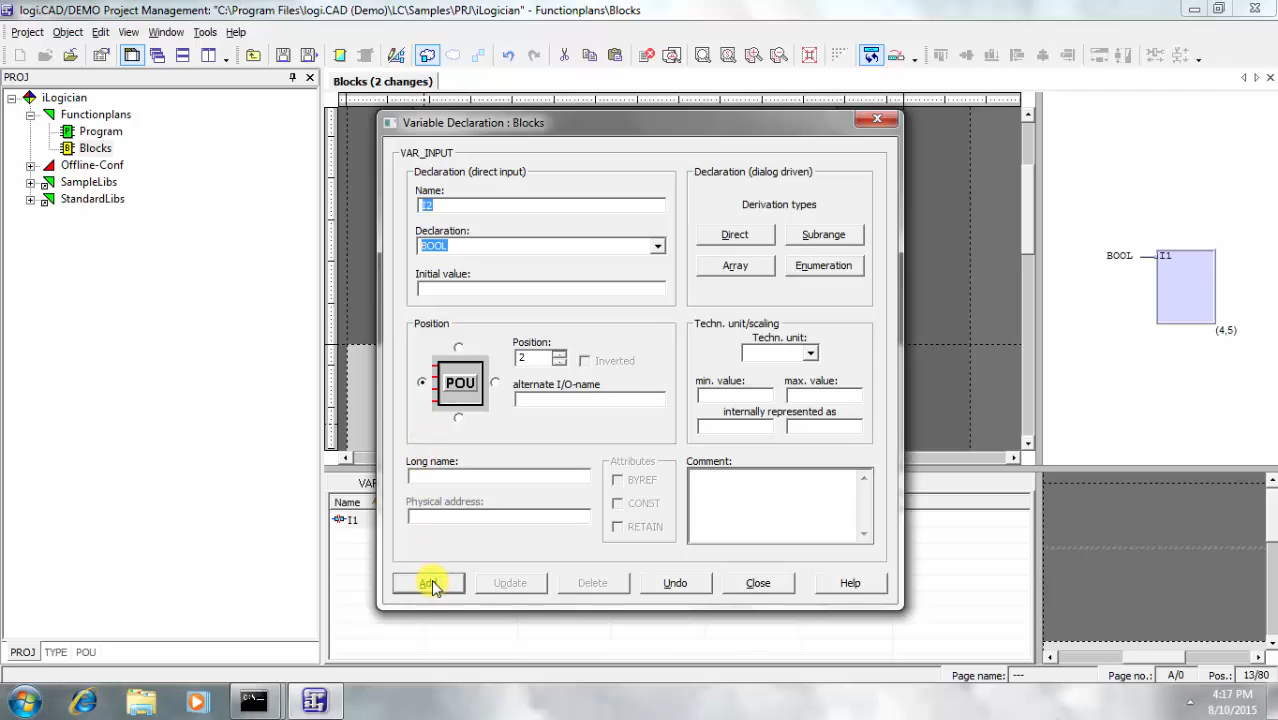 logi.CAD/DEMO Project Management: "C:\Program Files\logi.CAD (Demo)\LC\Samples\PRJ\iLogician" - Functionplans\Blocks
Project Object Edit View Window Tools Help
PROJ
iLogician
Functionplans
Program
Blocks
Offline-Conf
SampleLibs
StandardLibs
PROJ TYPE POU
Blocks (2 changes)
Variable Declaration : Blocks
VAR_INPUT
Declaration (direct input)
Name:
I2
Declaration:
BOOL
Initial value:
Declaration (dialog driven)
Derivation types
Direct Subrange
Array Enumeration
Position
POU
Position:
2
Inverted
alternate I/O-name
Techn. unit/scaling
Techn. unit:
min. value: max. value:
internally represented as
Long name:
Physical address:
Attributes
BYREF
CONST
RETAIN
Comment:
Add Update Delete Undo Close Help
BOOL I1
(4,5)
Name
I1
Page name: --- Page no.: A/0 Pos.: 13/80
4:17 PM
8/10/2015